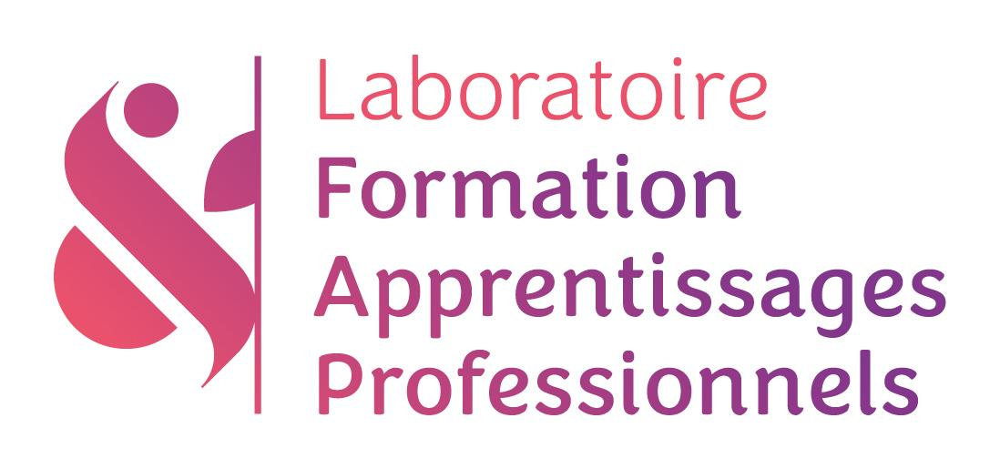 Laboratoire
Formation
Apprentissages
Professionnels